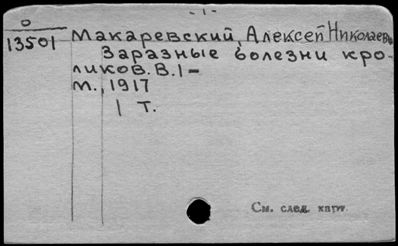 -1-
О
13501
Макаревский, Алексей Николаевич
Заразные болезни кро-
ликов. В.1-
М., 1917
1 т.
См. след. карт.